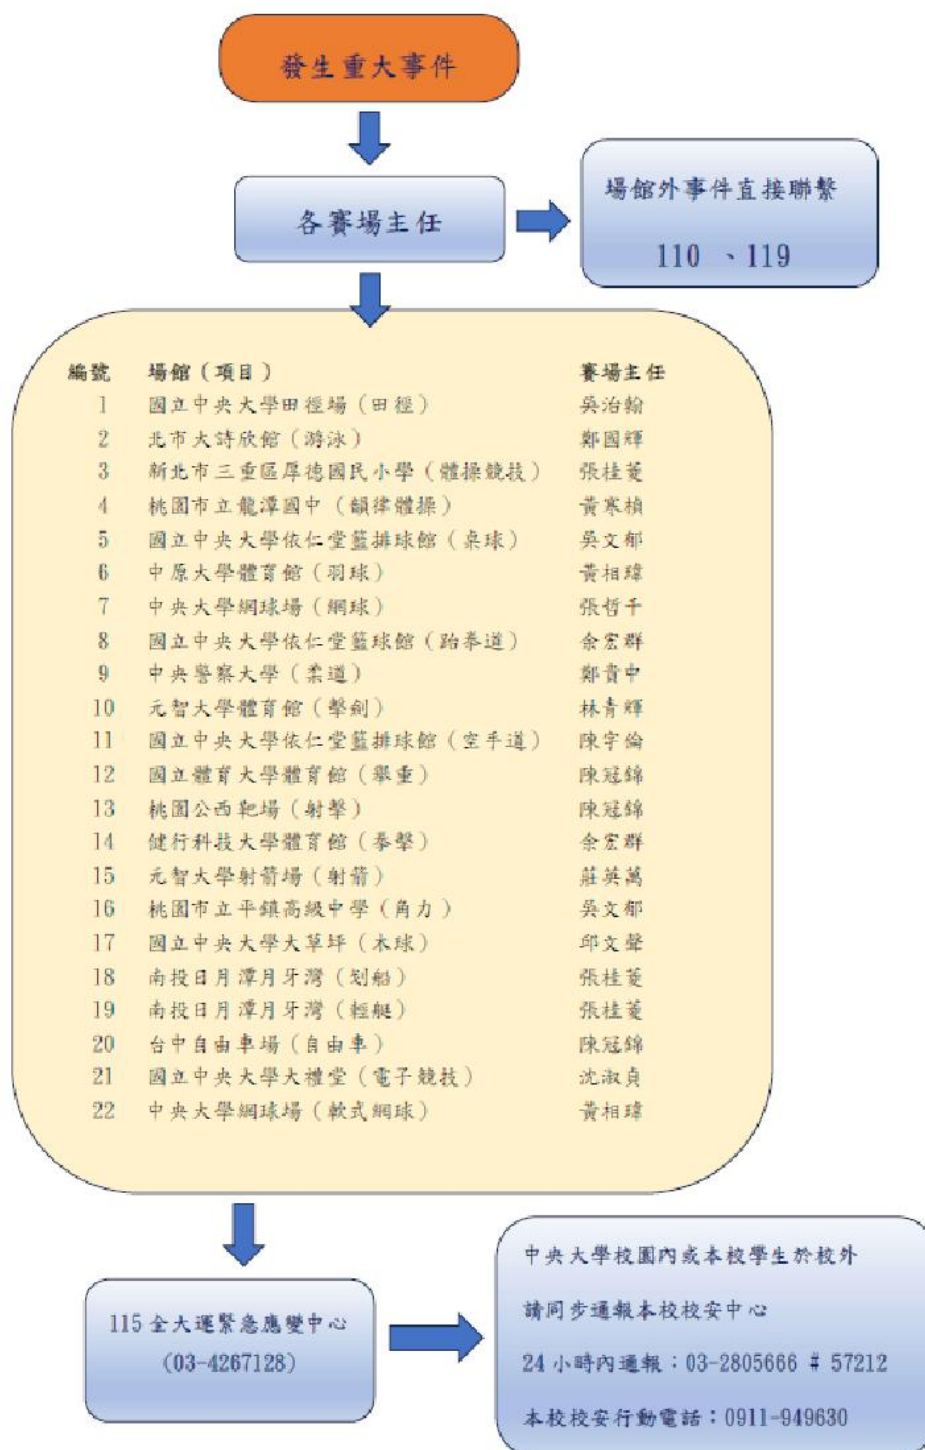 發生重大事件
各賽場主任
場館外事件直接聯繫
110 、119
編號 場館（項目） 賽場主任
1 國立中央大學田徑場（田徑） 吳治翰
2 北市大詩欣館（游泳） 鄭國輝
3 新北市三重區厚德國民小學（體操競技） 張桂菱
4 桃園市立龍潭國中（韻律體操） 黃寒楨
5 國立中央大學依仁堂籃排球館（桌球） 吳文郁
6 中原大學體育館（羽球） 黃相瑋
7 中央大學網球場（網球） 張哲千
8 國立中央大學依仁堂籃球館（跆拳道） 余宏群
9 中央警察大學（柔道） 鄭貴中
10 元智大學體育館（擊劍） 林青輝
11 國立中央大學依仁堂籃排球館（空手道） 陳宇倫
12 國立體育大學體育館（舉重） 陳冠錦
13 桃園公西靶場（射擊） 陳冠錦
14 健行科技大學體育館（拳擊） 余宏群
15 元智大學射箭場（射箭） 莊英萬
16 桃園市立平鎮高級中學（角力） 吳文郁
17 國立中央大學大草坪（木球） 邱文聲
18 南投日月潭月牙灣（划船） 張桂菱
19 南投日月潭月牙灣（輕艇） 張桂菱
20 台中自由車場（自由車） 陳冠錦
21 國立中央大學大禮堂（電子競技） 沈淑貞
22 中央大學網球場（軟式網球） 黃相瑋
115 全大運緊急應變中心
(03-4267128)
中央大學校園內或本校學生於校外
請同步通報本校校安中心
24 小時內通報：03-2805666 # 57212
本校校安行動電話：0911-949630